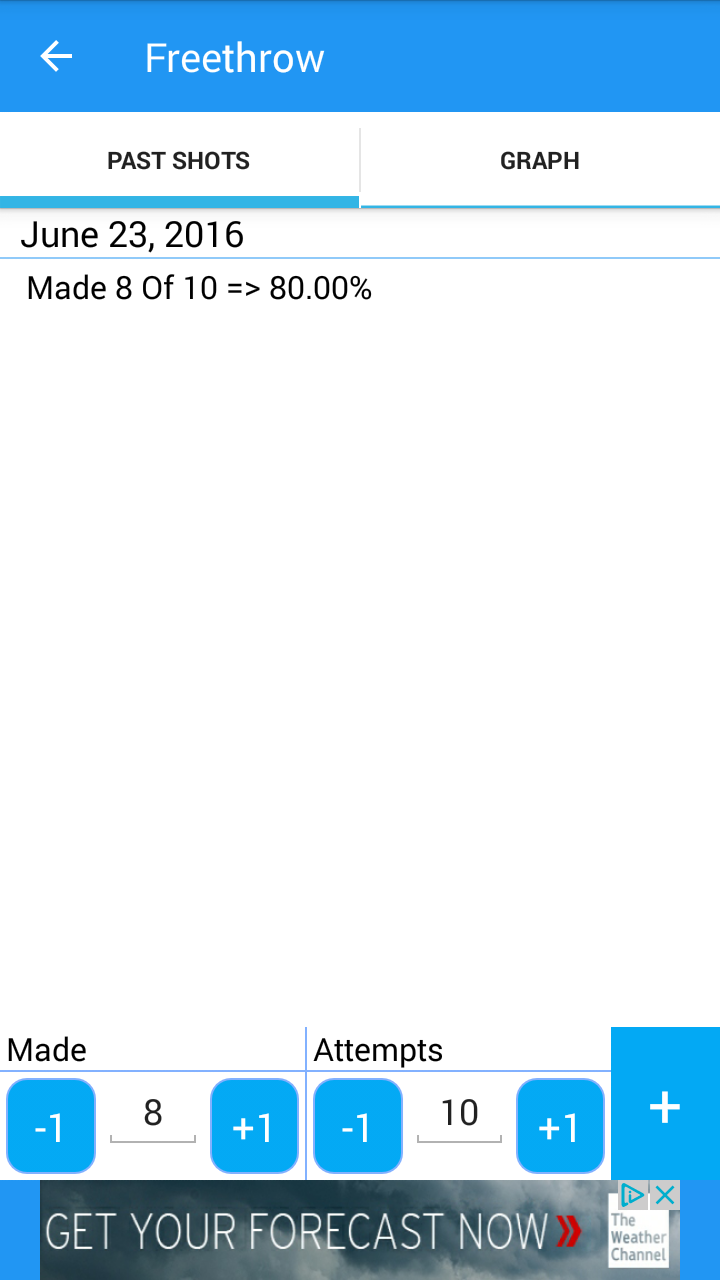 Freethrow
PAST SHOTS
GRAPH
June 23, 2016
Made 8 Of 10 => 80.00%
Made
Attempts
-1
8
+1
-1
10
+1
+
GET YOUR FORECAST NOW
The
Weather
Channel